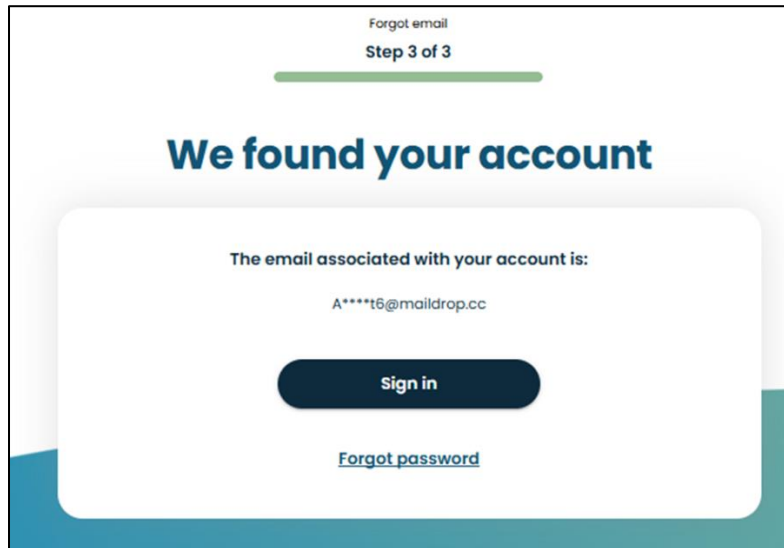 Forgot email
Step 3 of 3
We found your account
The email associated with your account is:
A****t6@maildrop.cc
Sign in
Forgot password